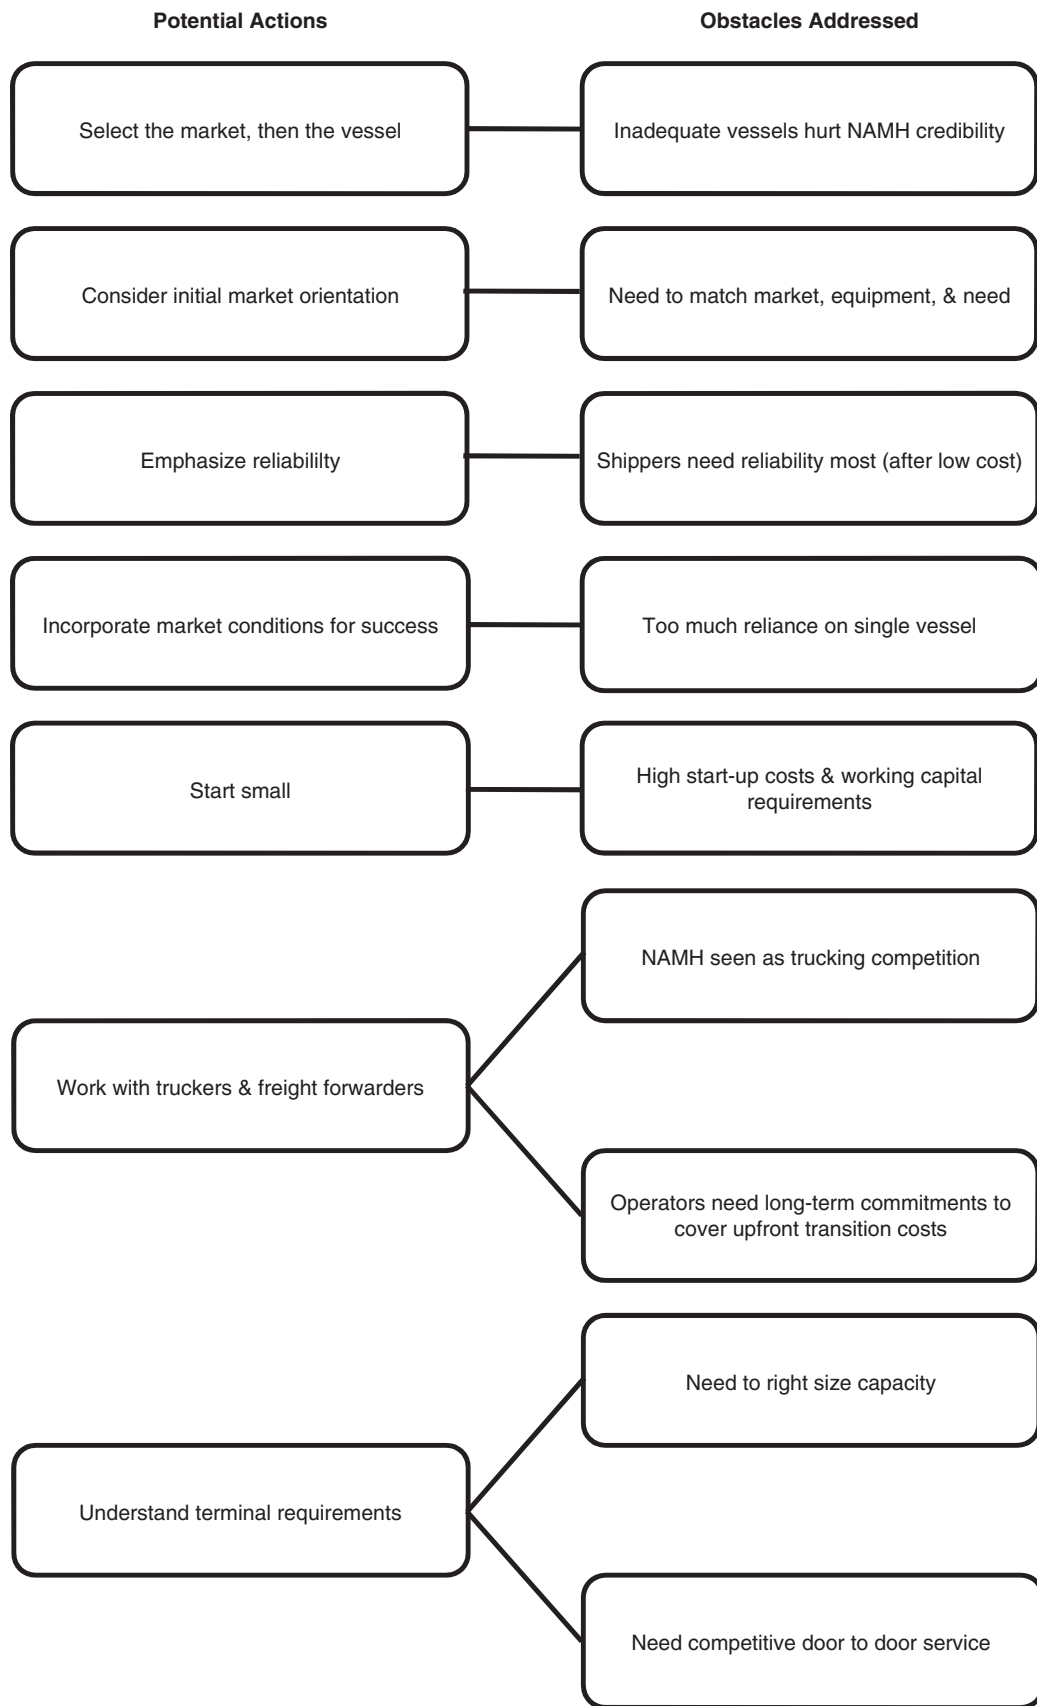 Potential Actions
Obstacles Addressed
Select the market, then the vessel
Inadequate vessels hurt NAMH credibility
Consider initial market orientation
Need to match market, equipment, & need
Emphasize reliabililty
Shippers need reliability most (after low cost)
Incorporate market conditions for success
Too much reliance on single vessel
Start small
High start-up costs & working capital
requirements
NAMH seen as trucking competition
Work with truckers & freight forwarders
Operators need long-term commitments to
cover upfront transition costs
Need to right size capacity
Understand terminal requirements
Need competitive door to door service